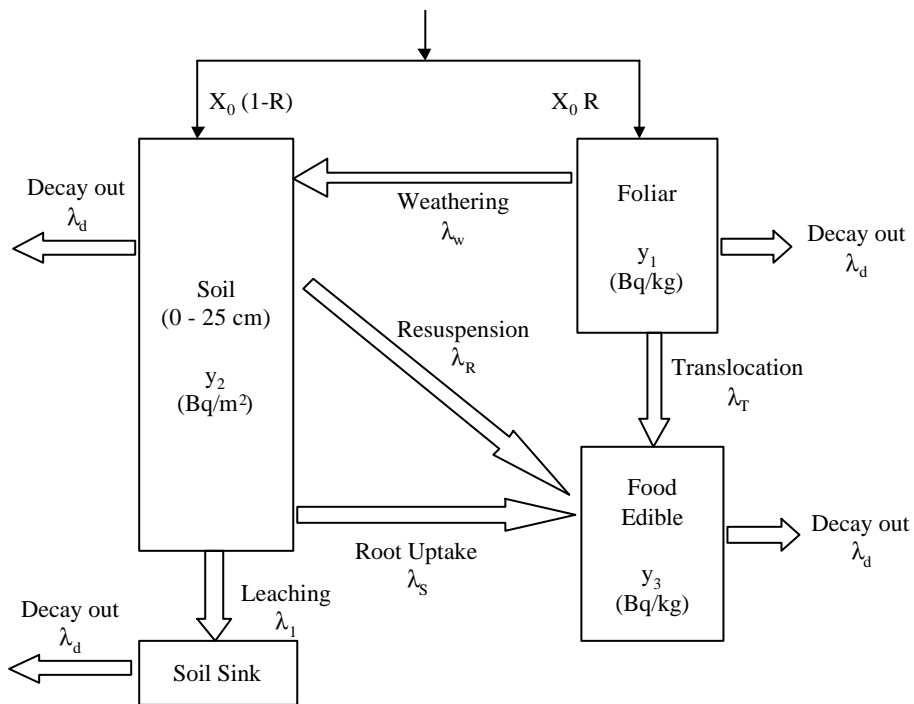 X₀ (1-R)
X₀ R
Decay out
λd
Soil
(0 - 25 cm)
y₂
(Bq/m²)
Weathering
λw
Foliar
y₁
(Bq/kg)
Decay out
λd
Resuspension
λR
Translocation
λT
Root Uptake
λS
Food
Edible
y₃
(Bq/kg)
Decay out
λd
Leaching
λ₁
Decay out
λd
Soil Sink